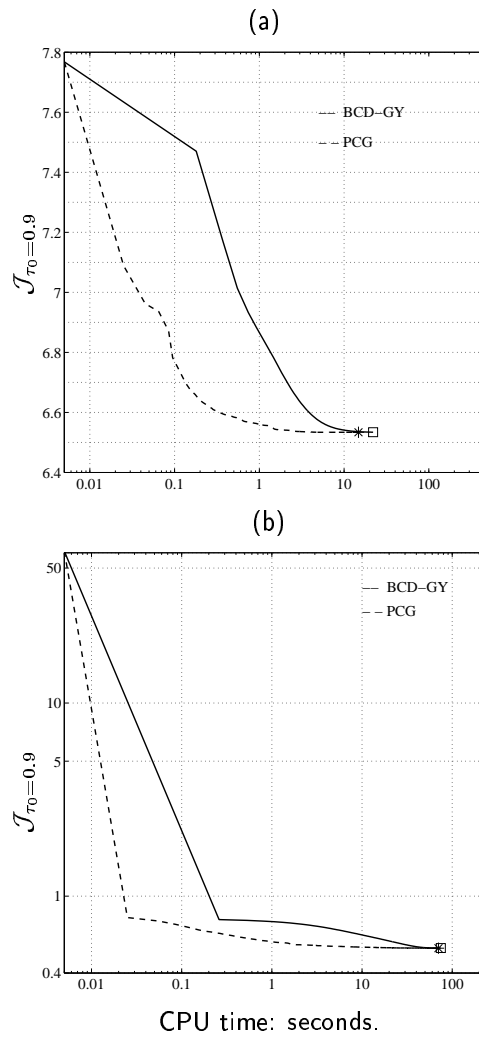 (a)
7.8
7.6
7.4
7.2
7
6.8
6.6
6.4
𝒥τ₀=0.9
BCD−GY
PCG
0.01 0.1 1 10 100
(b)
50
10
5
1
0.4
𝒥τ₀=0.9
BCD−GY
PCG
0.01 0.1 1 10 100
CPU time: seconds.